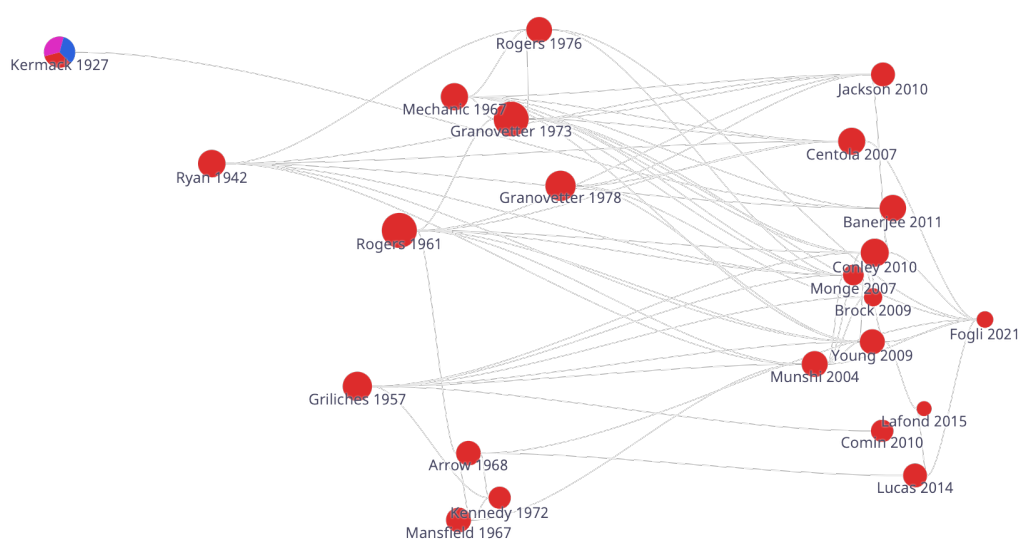 Rogers 1976
Kermack 1927
Jackson 2010
Mechanic 1967
Granovetter 1973
Centola 2007
Ryan 1942
Granovetter 1978
Banerjee 2011
Rogers 1961
Conley 2010
Monge 2007
Brock 2009
Fogli 2021
Young 2009
Munshi 2004
Griliches 1957
Lafond 2015
Comin 2010
Arrow 1968
Lucas 2014
Kennedy 1972
Mansfield 1967